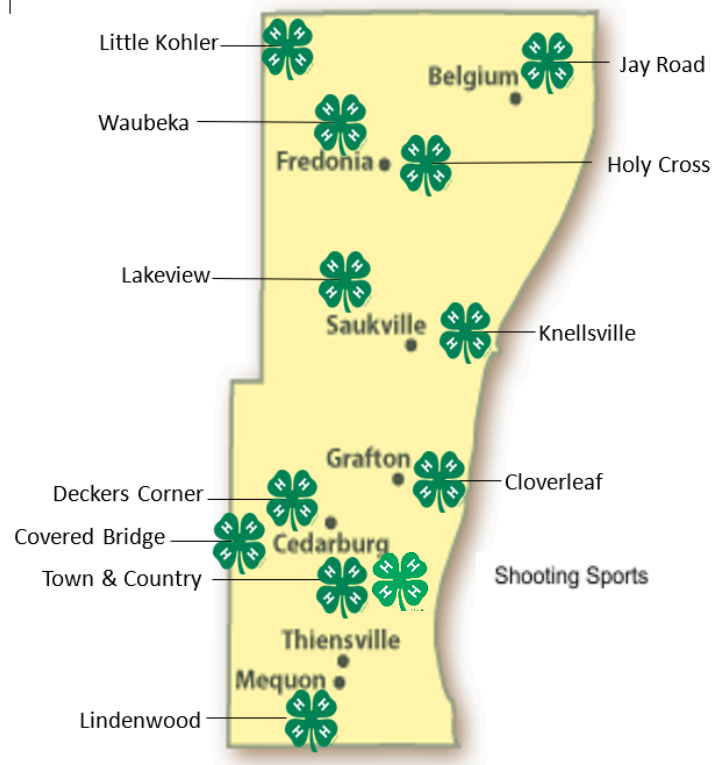 Little Kohler
Jay Road
Belgium
Waubeka
Fredonia
Holy Cross
Lakeview
Saukville
Knellsville
Grafton
Cloverleaf
Deckers Corner
Covered Bridge
Cedarburg
Town & Country
Shooting Sports
Thiensville
Mequon
Lindenwood
H H H H
H H H H
H H H H
H H H H
H H H H
H H H H
H H H H
H H H H
H H H H
H H H H
H H H H
H H H H